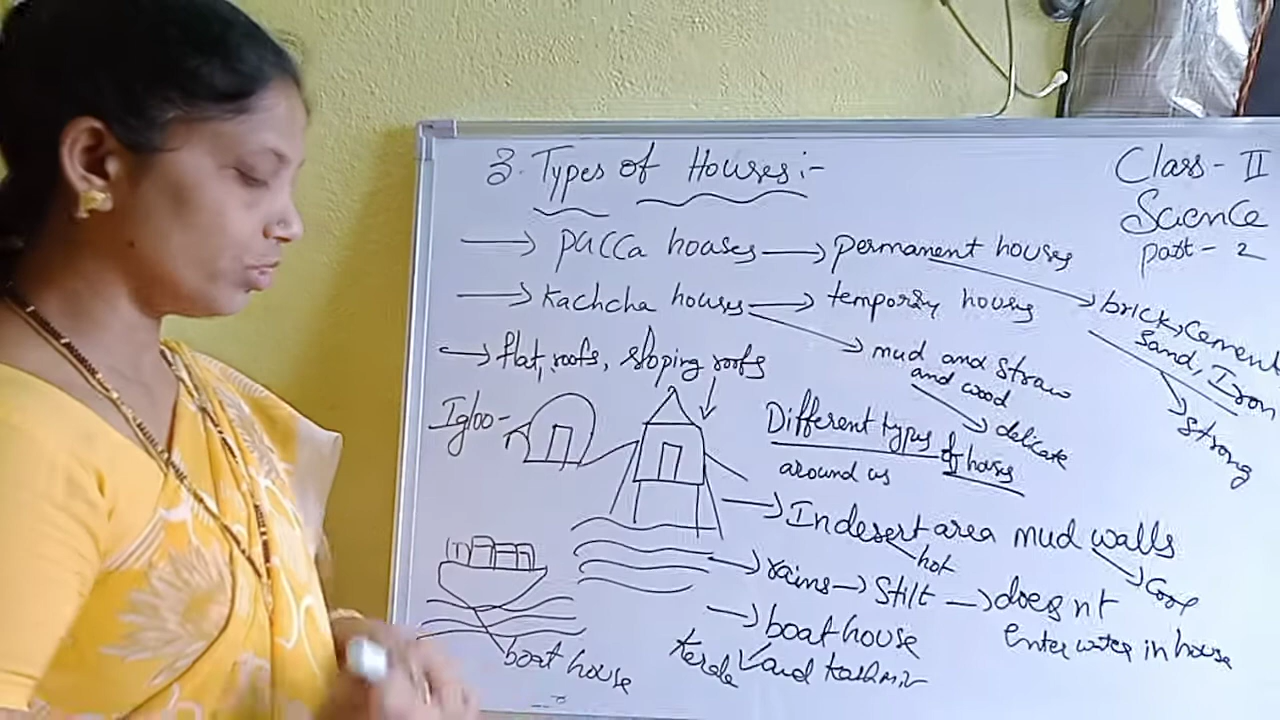 3. Types of Houses:-
Class - II
Science
part - 2
→ pucca houses → permanent houses
→ brick, Cement
Sand, Iron
→ strong
→ kachcha houses → temporary houses
→ mud and straw
and wood
→ delicate
→ flat roofs, sloping roofs
Igloo-
Different types of houses
around us
→ In desert area mud walls
hot
→ Cool
→ rains → Stilt → doesnt
enter water in house
→ boat house
Kerala and Kashmir
boat house